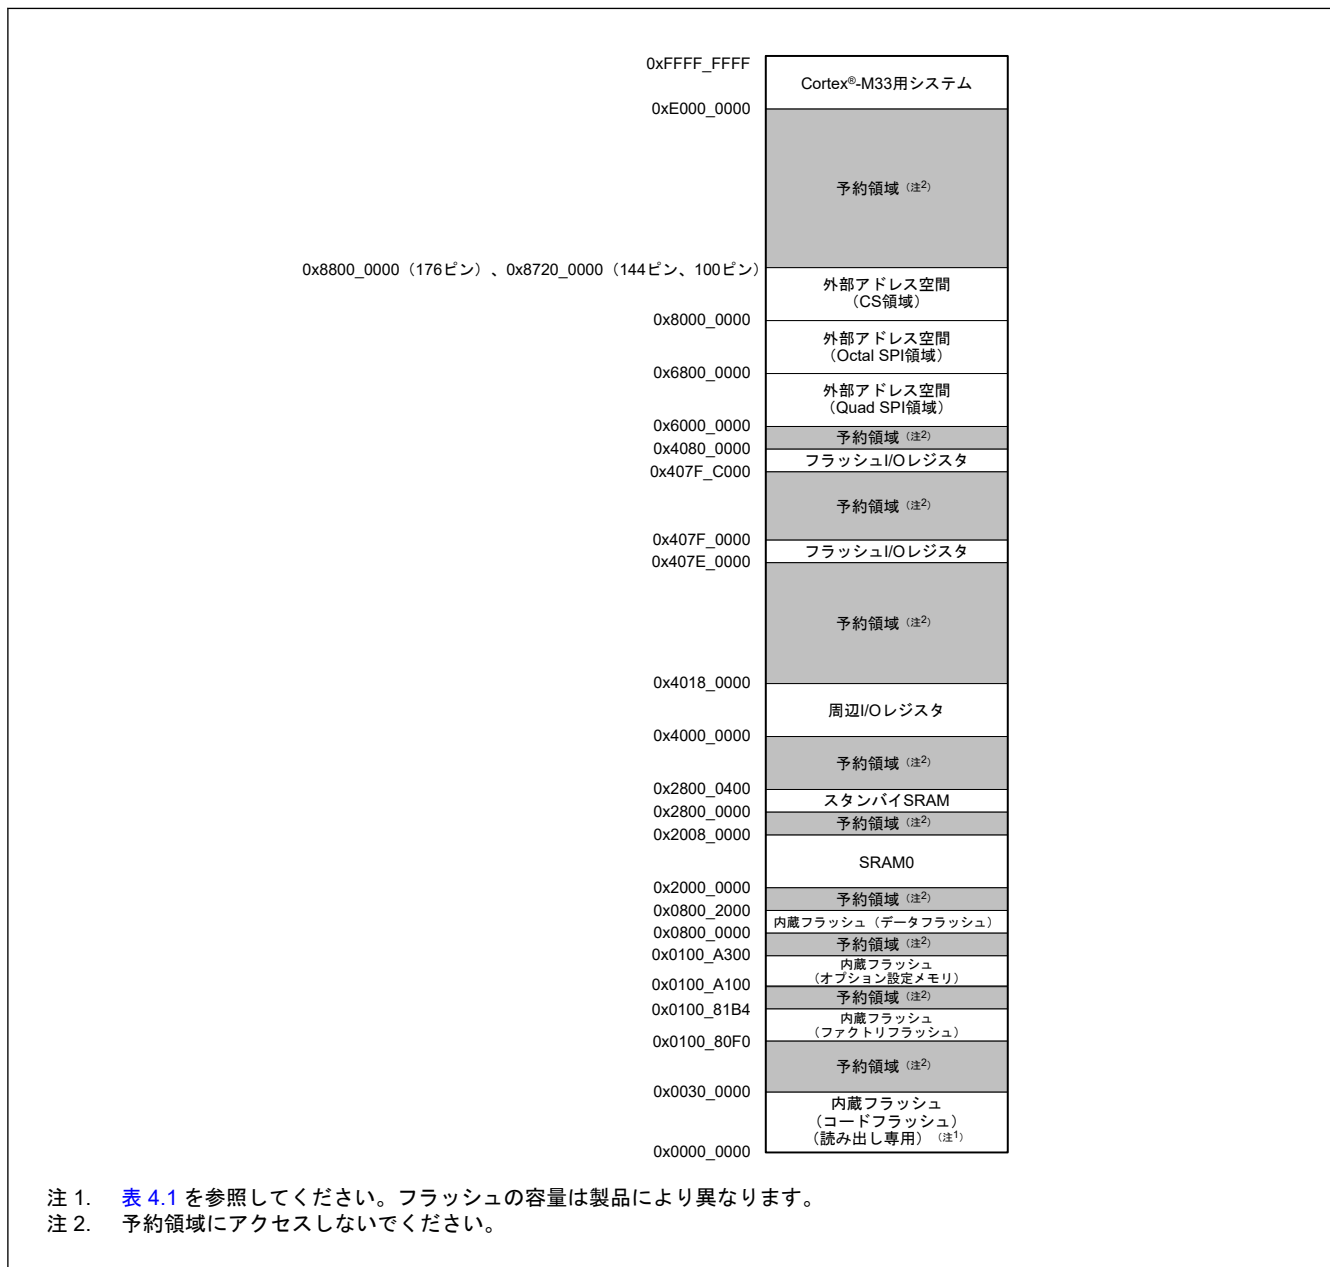 0xFFFF_FFFF
Cortex®-M33用システム
0xE000_0000
予約領域（注2）
0x8800_0000（176ピン）、0x8720_0000（144ピン、100ピン）
外部アドレス空間
（CS領域）
0x8000_0000
外部アドレス空間
（Octal SPI領域）
0x6800_0000
外部アドレス空間
（Quad SPI領域）
0x6000_0000
予約領域（注2）
0x4080_0000
フラッシュI/Oレジスタ
0x407F_C000
予約領域（注2）
0x407F_0000
フラッシュI/Oレジスタ
0x407E_0000
予約領域（注2）
0x4018_0000
周辺I/Oレジスタ
0x4000_0000
予約領域（注2）
0x2800_0400
スタンバイSRAM
0x2800_0000
予約領域（注2）
0x2008_0000
SRAM0
0x2000_0000
予約領域（注2）
0x0800_2000
内蔵フラッシュ（データフラッシュ）
0x0800_0000
予約領域（注2）
0x0100_A300
内蔵フラッシュ
（オプション設定メモリ）
0x0100_A100
予約領域（注2）
0x0100_81B4
内蔵フラッシュ
（ファクトリフラッシュ）
0x0100_80F0
予約領域（注2）
0x0030_0000
内蔵フラッシュ
（コードフラッシュ）
（読み出し専用）（注1）
0x0000_0000
注 1. 表 4.1 を参照してください。フラッシュの容量は製品により異なります。
注 2. 予約領域にアクセスしないでください。